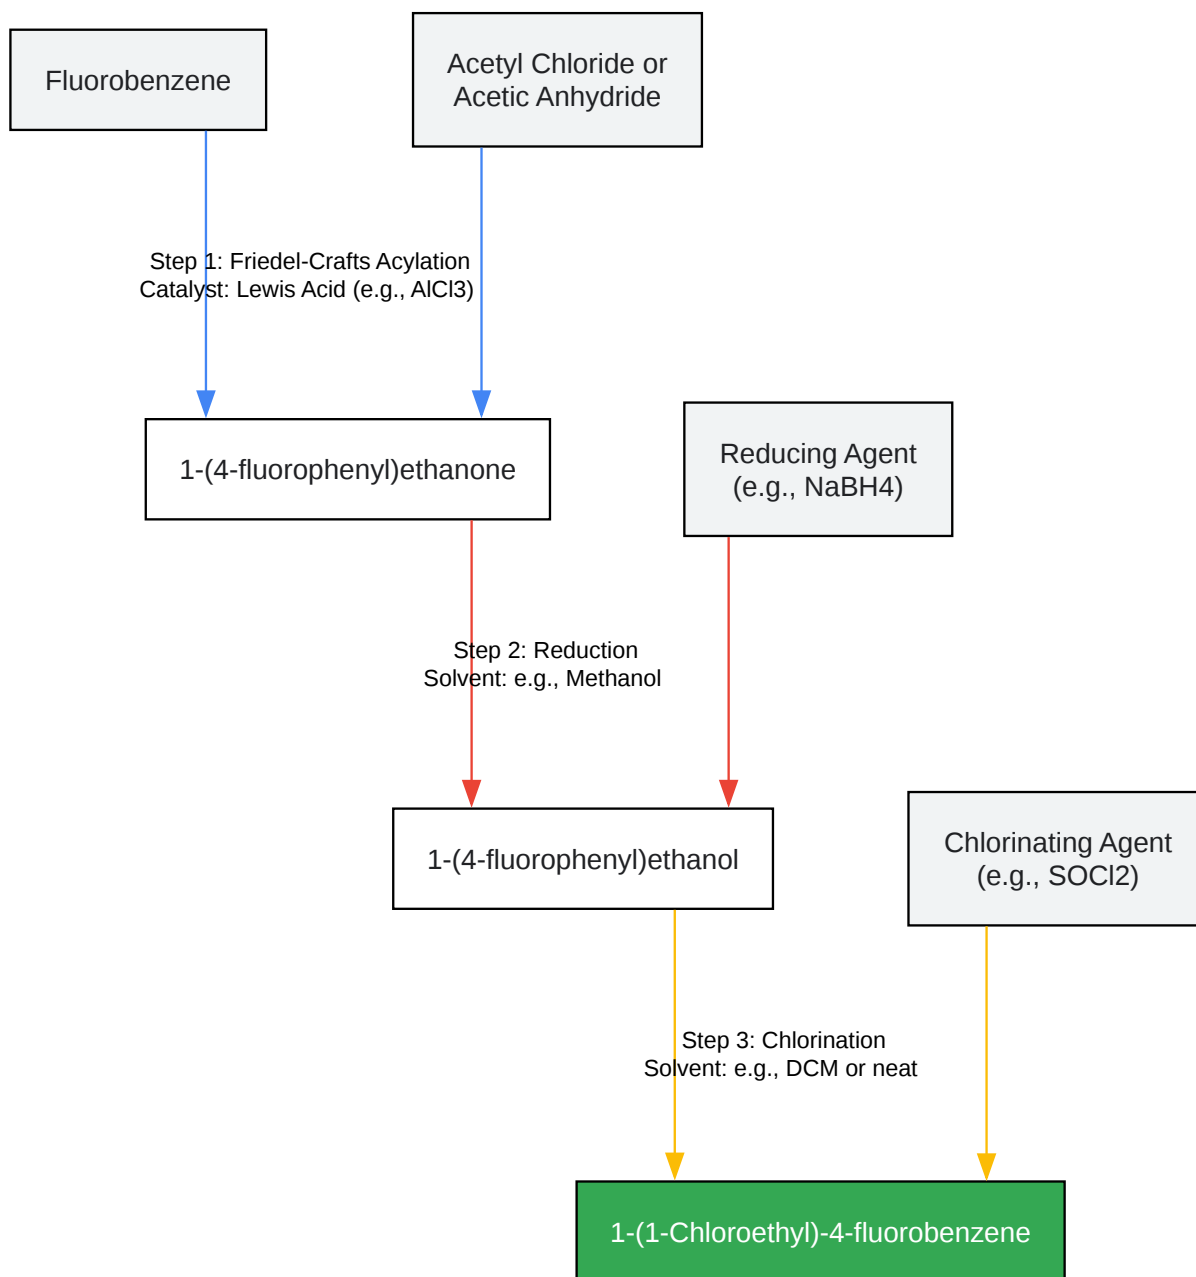 Fluorobenzene
Acetyl Chloride or
Acetic Anhydride
Step 1: Friedel-Crafts Acylation
Catalyst: Lewis Acid (e.g., AlCl3)
1-(4-fluorophenyl)ethanone
Reducing Agent
(e.g., NaBH4)
Step 2: Reduction
Solvent: e.g., Methanol
1-(4-fluorophenyl)ethanol
Chlorinating Agent
(e.g., SOCl2)
Step 3: Chlorination
Solvent: e.g., DCM or neat
1-(1-Chloroethyl)-4-fluorobenzene